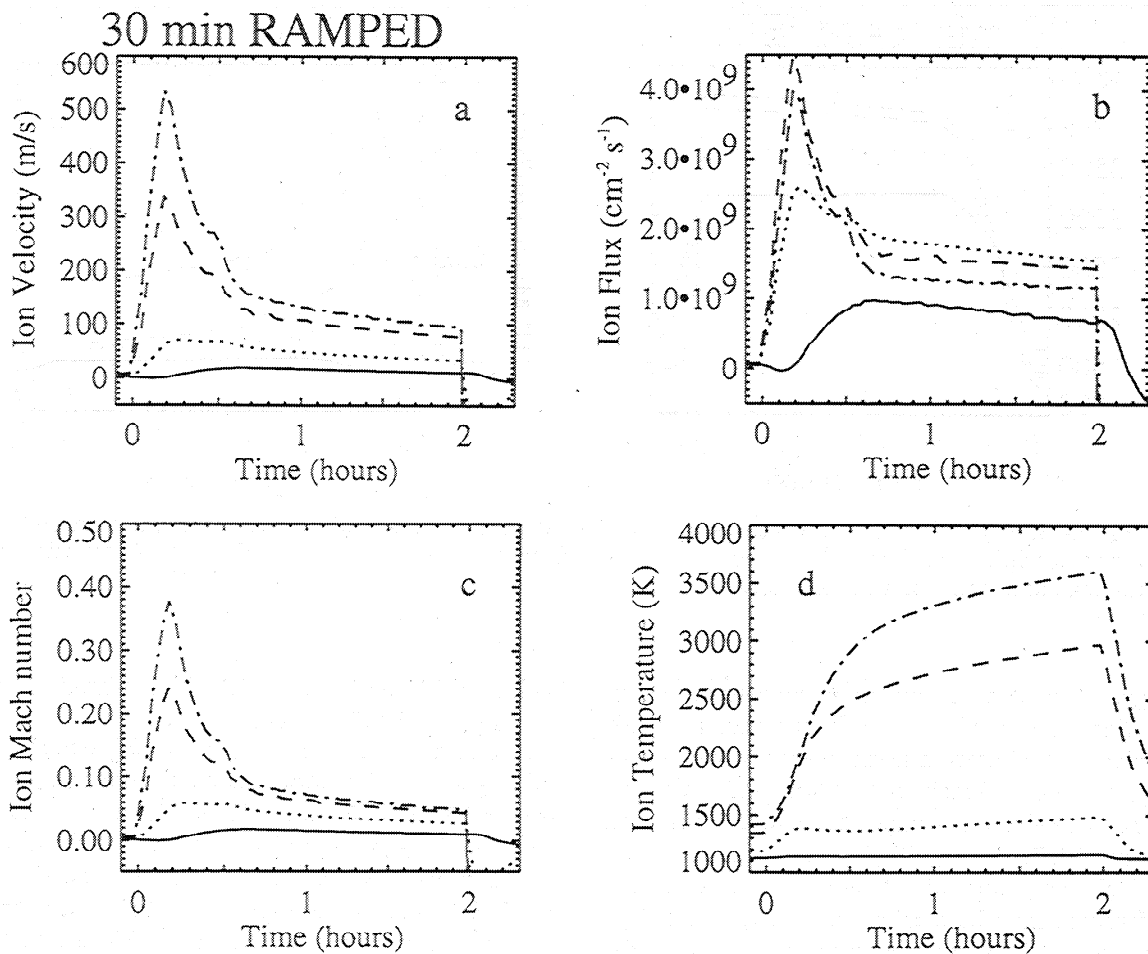 30 min RAMPED
a
Ion Velocity (m/s)
600
500
400
300
200
100
0
0 1 2
Time (hours)
b
Ion Flux (cm⁻² s⁻¹)
4.0•10⁹
3.0•10⁹
2.0•10⁹
1.0•10⁹
0
0 1 2
Time (hours)
c
Ion Mach number
0.50
0.40
0.30
0.20
0.10
0.00
0 1 2
Time (hours)
d
Ion Temperature (K)
4000
3500
3000
2500
2000
1500
1000
0 1 2
Time (hours)